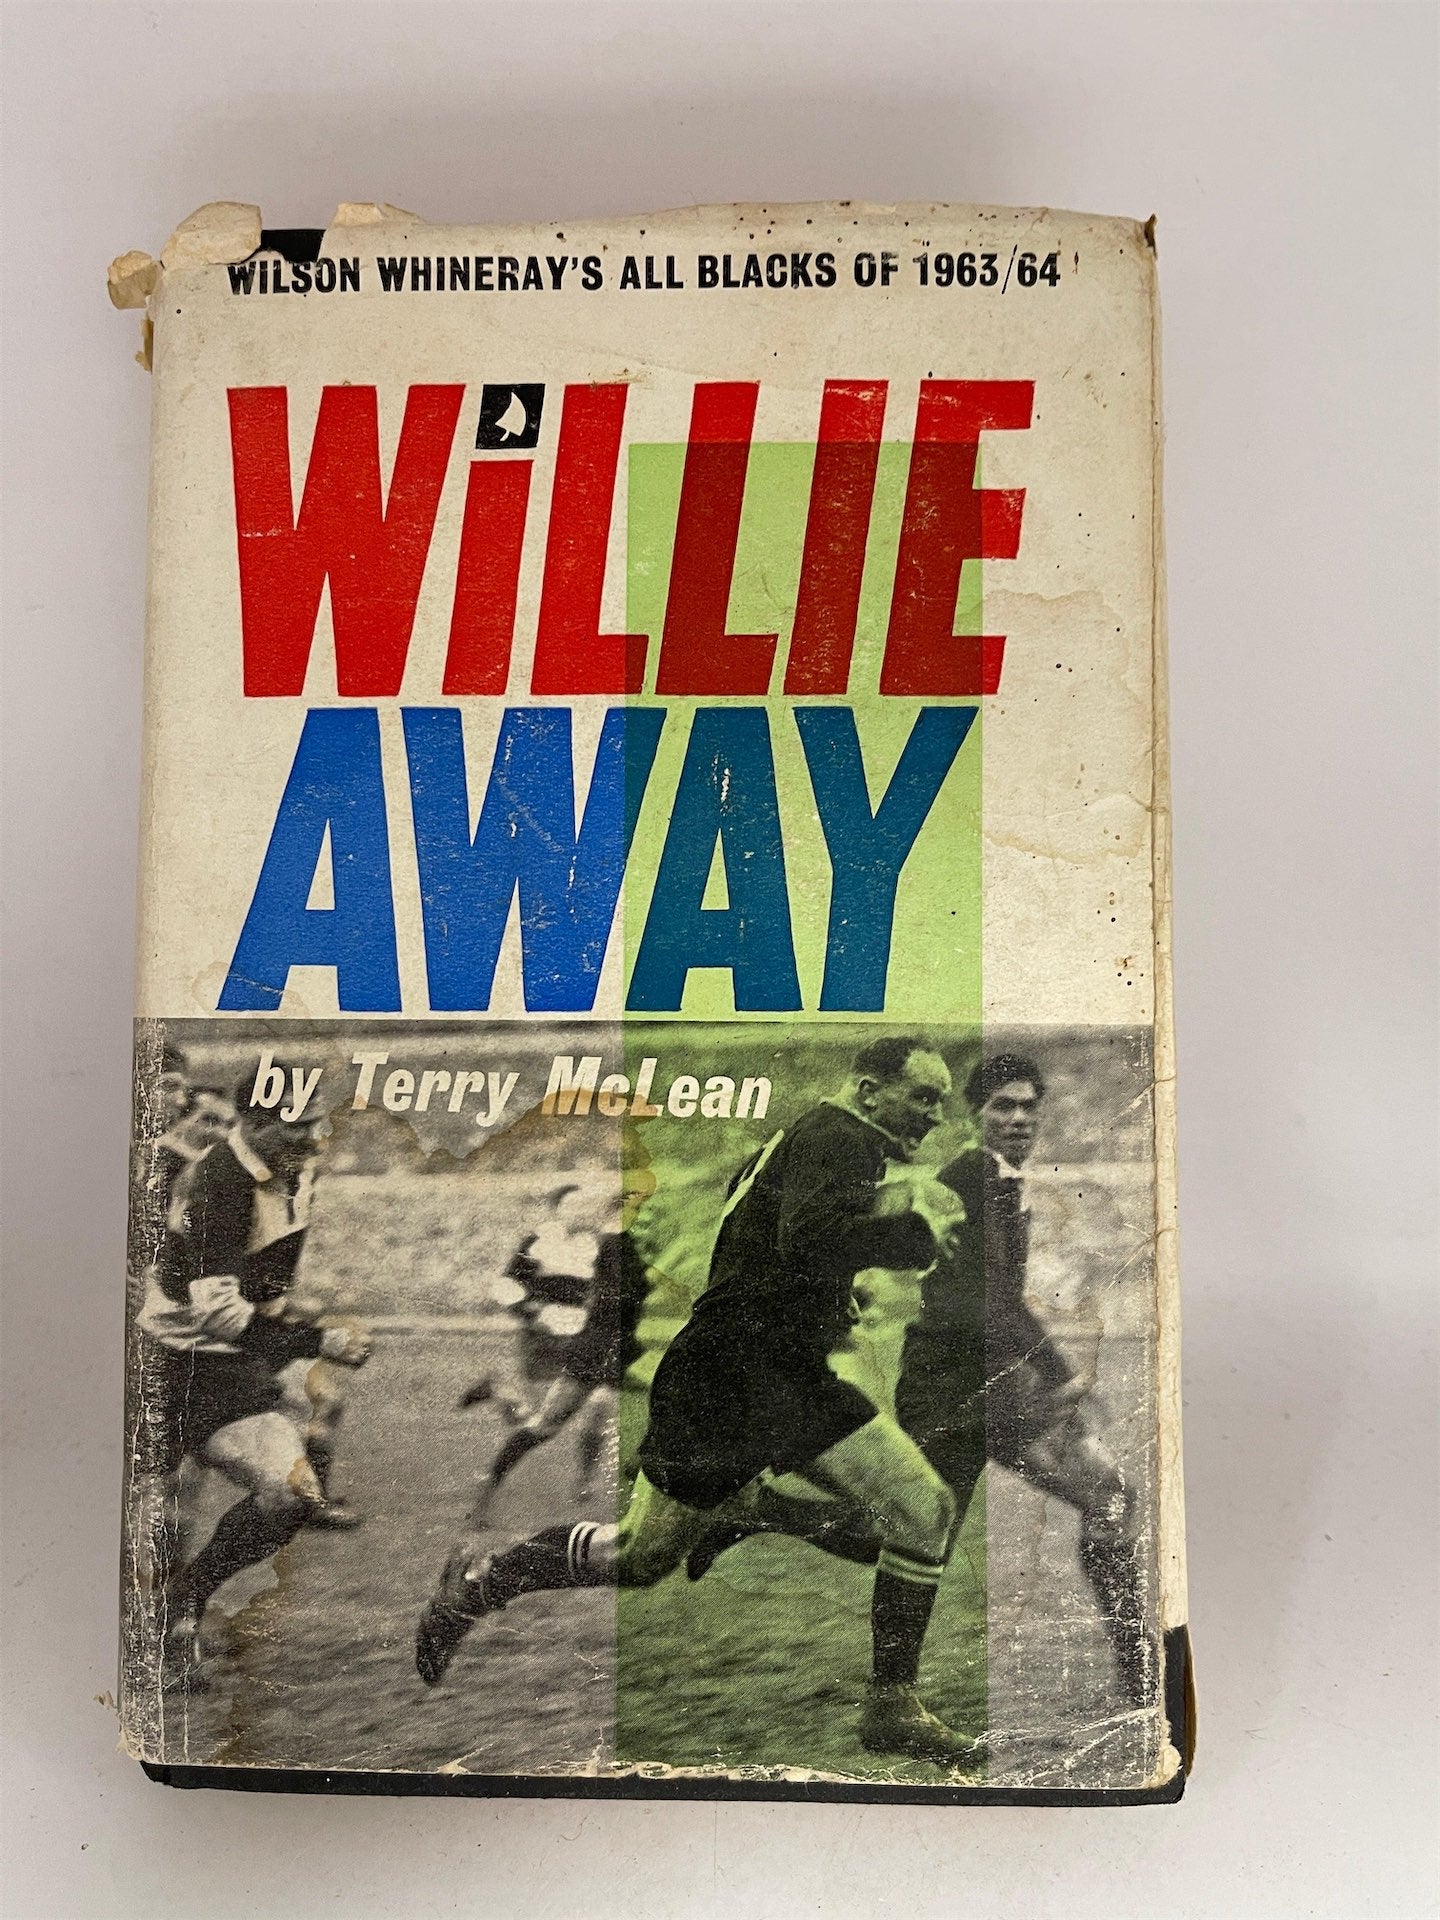 WILSON WHINERAY'S ALL BLACKS OF 1963/64
WiLLIE
AWAY
by Terry McLean